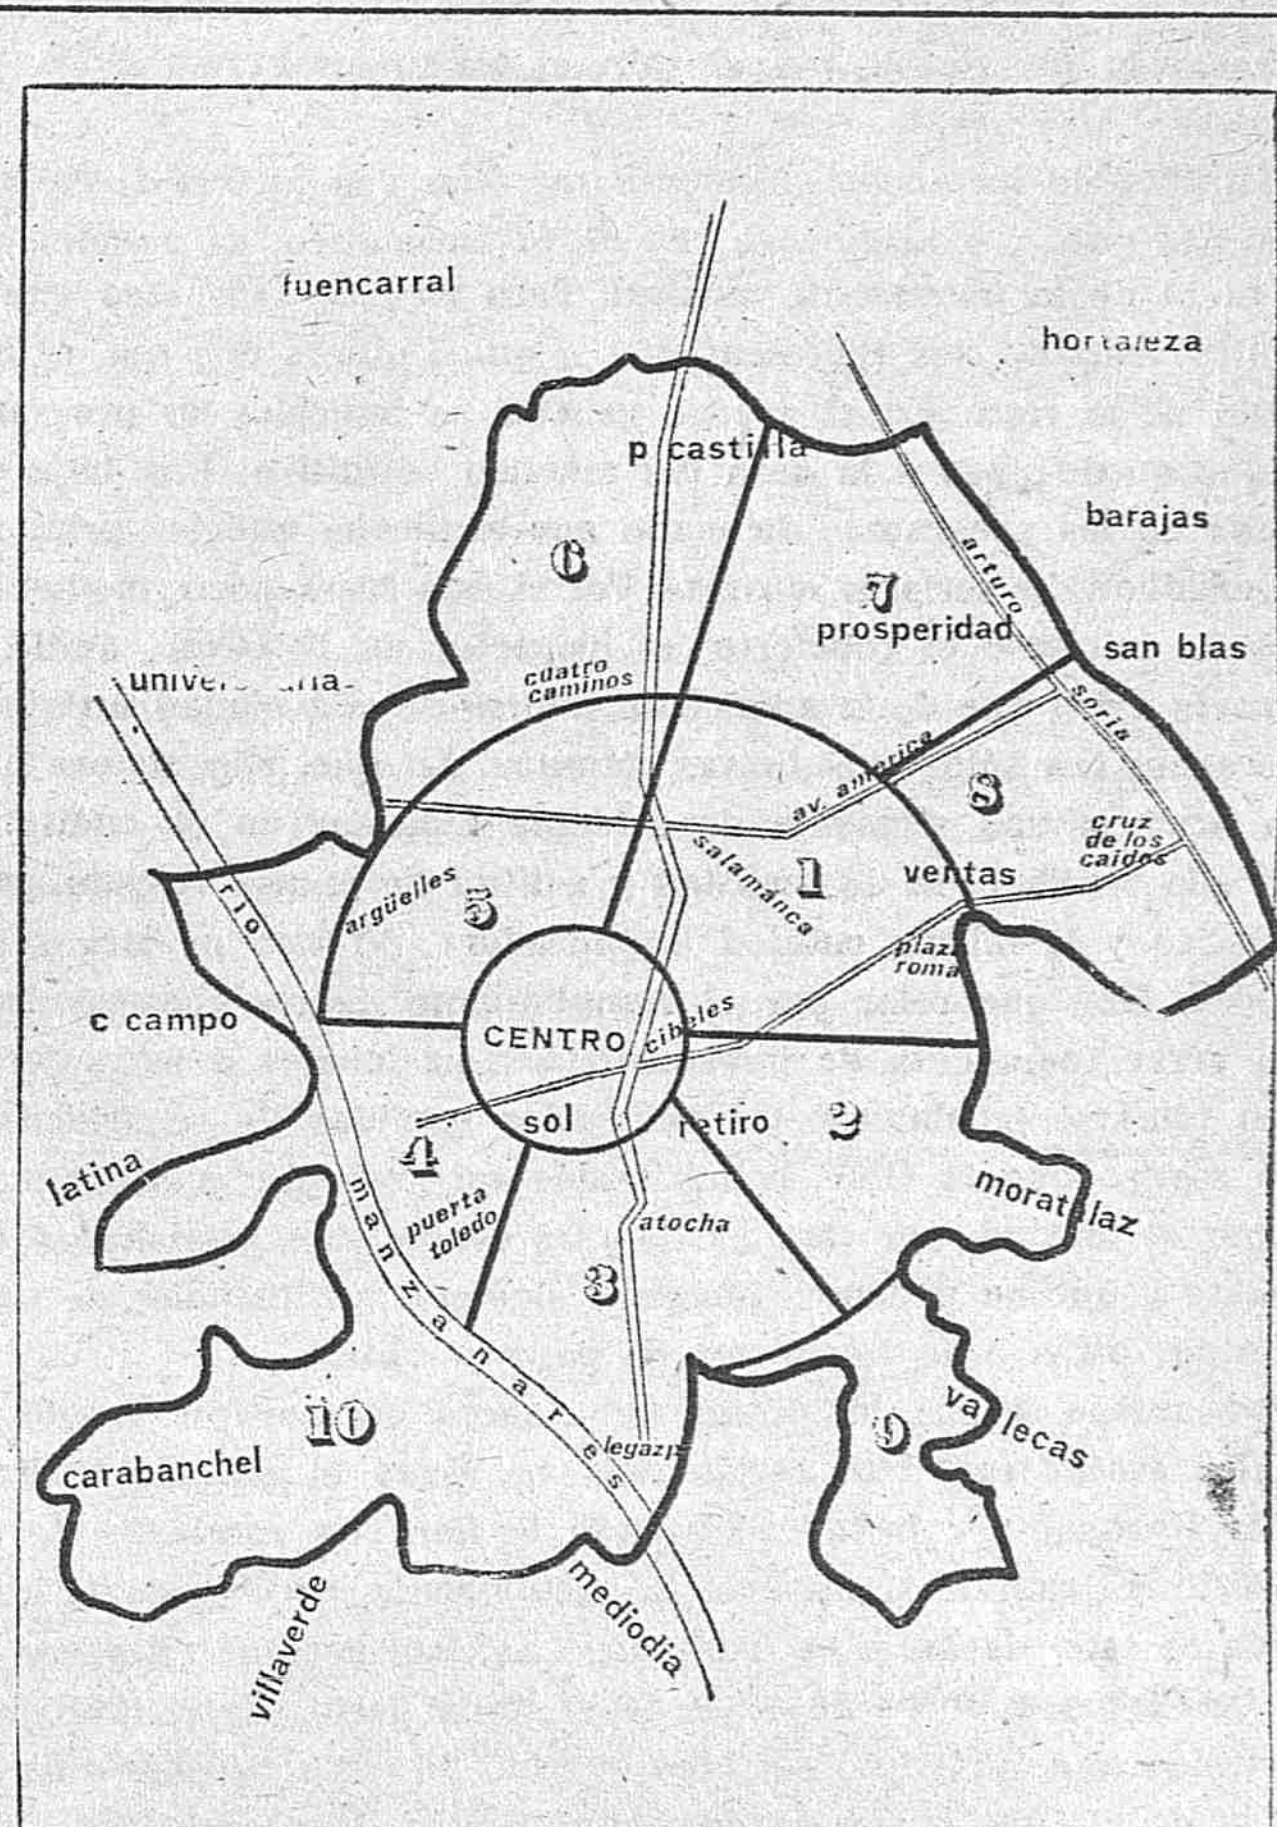 fuencarral
hortaleza
p castilla
barajas
6
7
arturo
prosperidad
san blas
cuatro
caminos
soria
av. america
8
cruz
de los
caidos
salamanca
1
ventas
argüelles
5
rio
plaza
roma
c campo
CENTRO
cibeles
sol
retiro
2
4
latina
moratalaz
puerta
toledo
atocha
manzanares
3
10
carabanchel
legazpi
9
vallecas
villaverde
mediodia